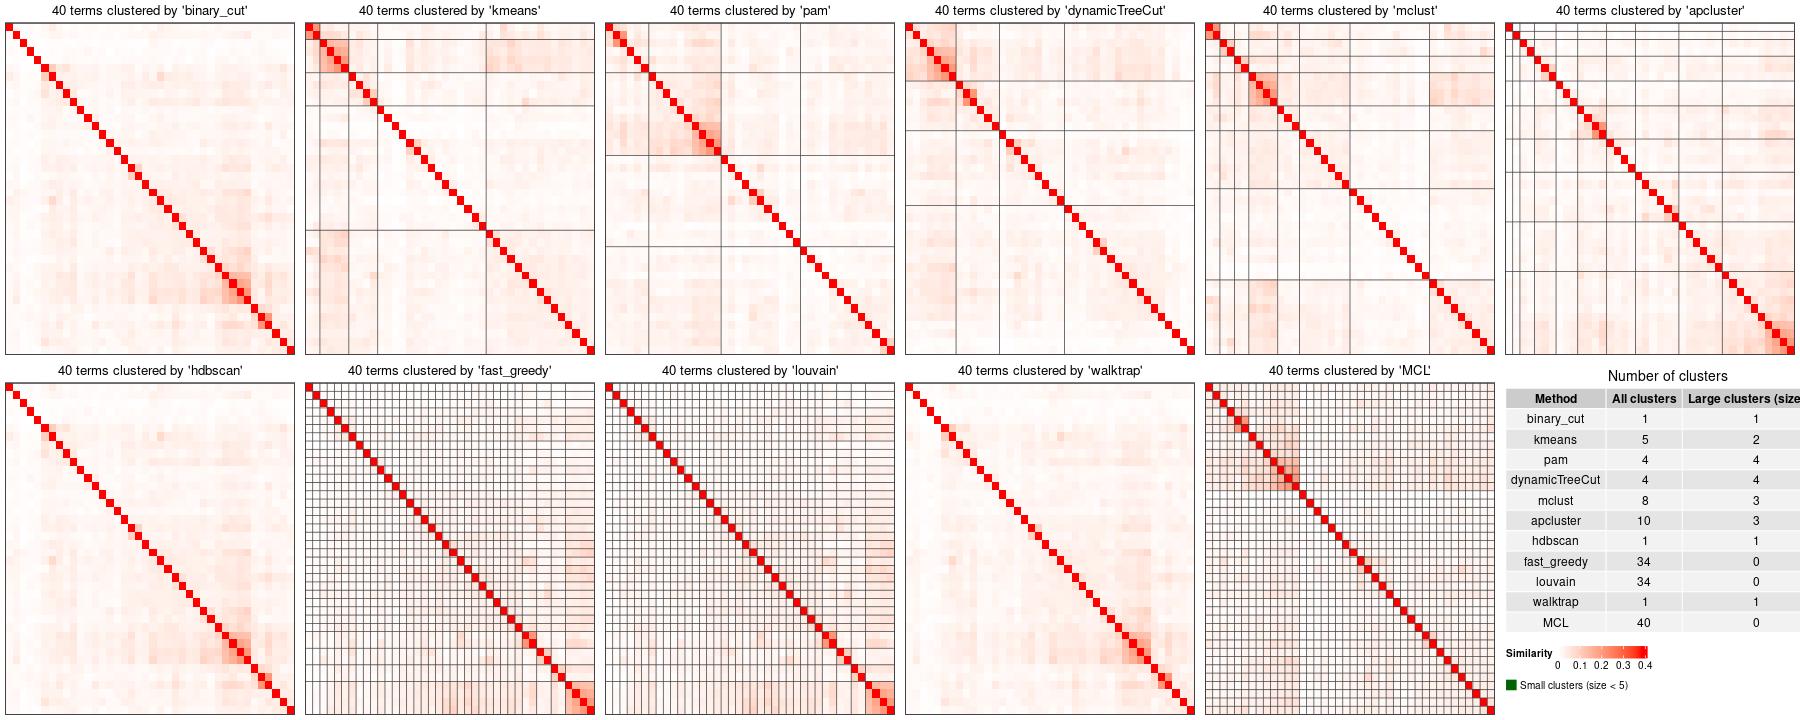 40 terms clustered by 'binary_cut'
40 terms clustered by 'kmeans'
40 terms clustered by 'pam'
40 terms clustered by 'dynamicTreeCut'
40 terms clustered by 'mclust'
40 terms clustered by 'apcluster'
40 terms clustered by 'hdbscan'
40 terms clustered by 'fast_greedy'
40 terms clustered by 'louvain'
40 terms clustered by 'walktrap'
40 terms clustered by 'MCL'
Number of clusters
Method All clusters Large clusters (size
binary_cut 1 1
kmeans 5 2
pam 4 4
dynamicTreeCut 4 4
mclust 8 3
apcluster 10 3
hdbscan 1 1
fast_greedy 34 0
louvain 34 0
walktrap 1 1
MCL 40 0
Similarity
0 0.1 0.2 0.3 0.4
Small clusters (size < 5)